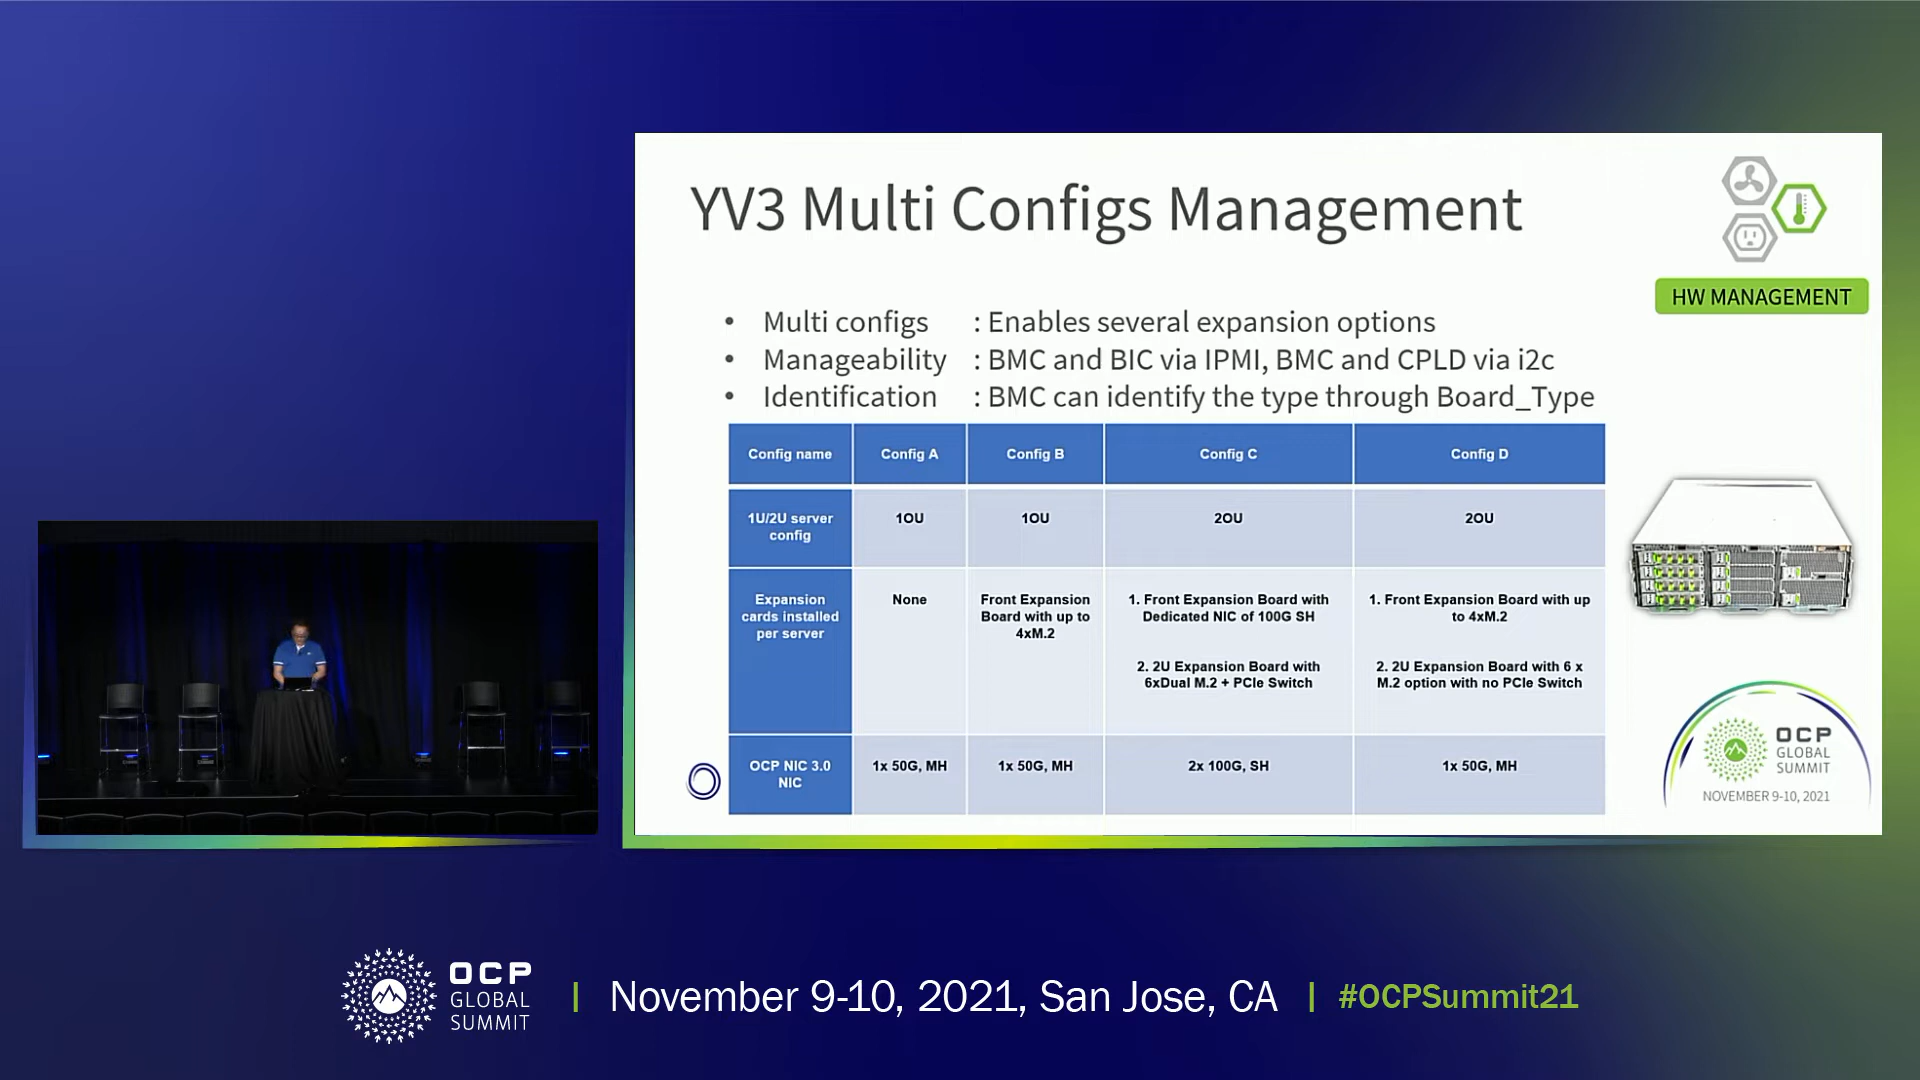 YV3 Multi Configs Management
HW MANAGEMENT
• Multi configs : Enables several expansion options
• Manageability : BMC and BIC via IPMI, BMC and CPLD via i2c
• Identification : BMC can identify the type through Board_Type
Config name Config A Config B Config C Config D
1U/2U server config 1OU 1OU 2OU 2OU
Expansion cards installed per server
None
Front Expansion Board with up to 4xM.2
1. Front Expansion Board with Dedicated NIC of 100G SH
2. 2U Expansion Board with 6xDual M.2 + PCIe Switch
1. Front Expansion Board with up to 4xM.2
2. 2U Expansion Board with 6 x M.2 option with no PCIe Switch
OCP NIC 3.0 NIC 1x 50G, MH 1x 50G, MH 2x 100G, SH 1x 50G, MH
OCP
GLOBAL
SUMMIT
NOVEMBER 9-10, 2021
OCP
GLOBAL
SUMMIT
November 9-10, 2021, San Jose, CA
#OCPSummit21